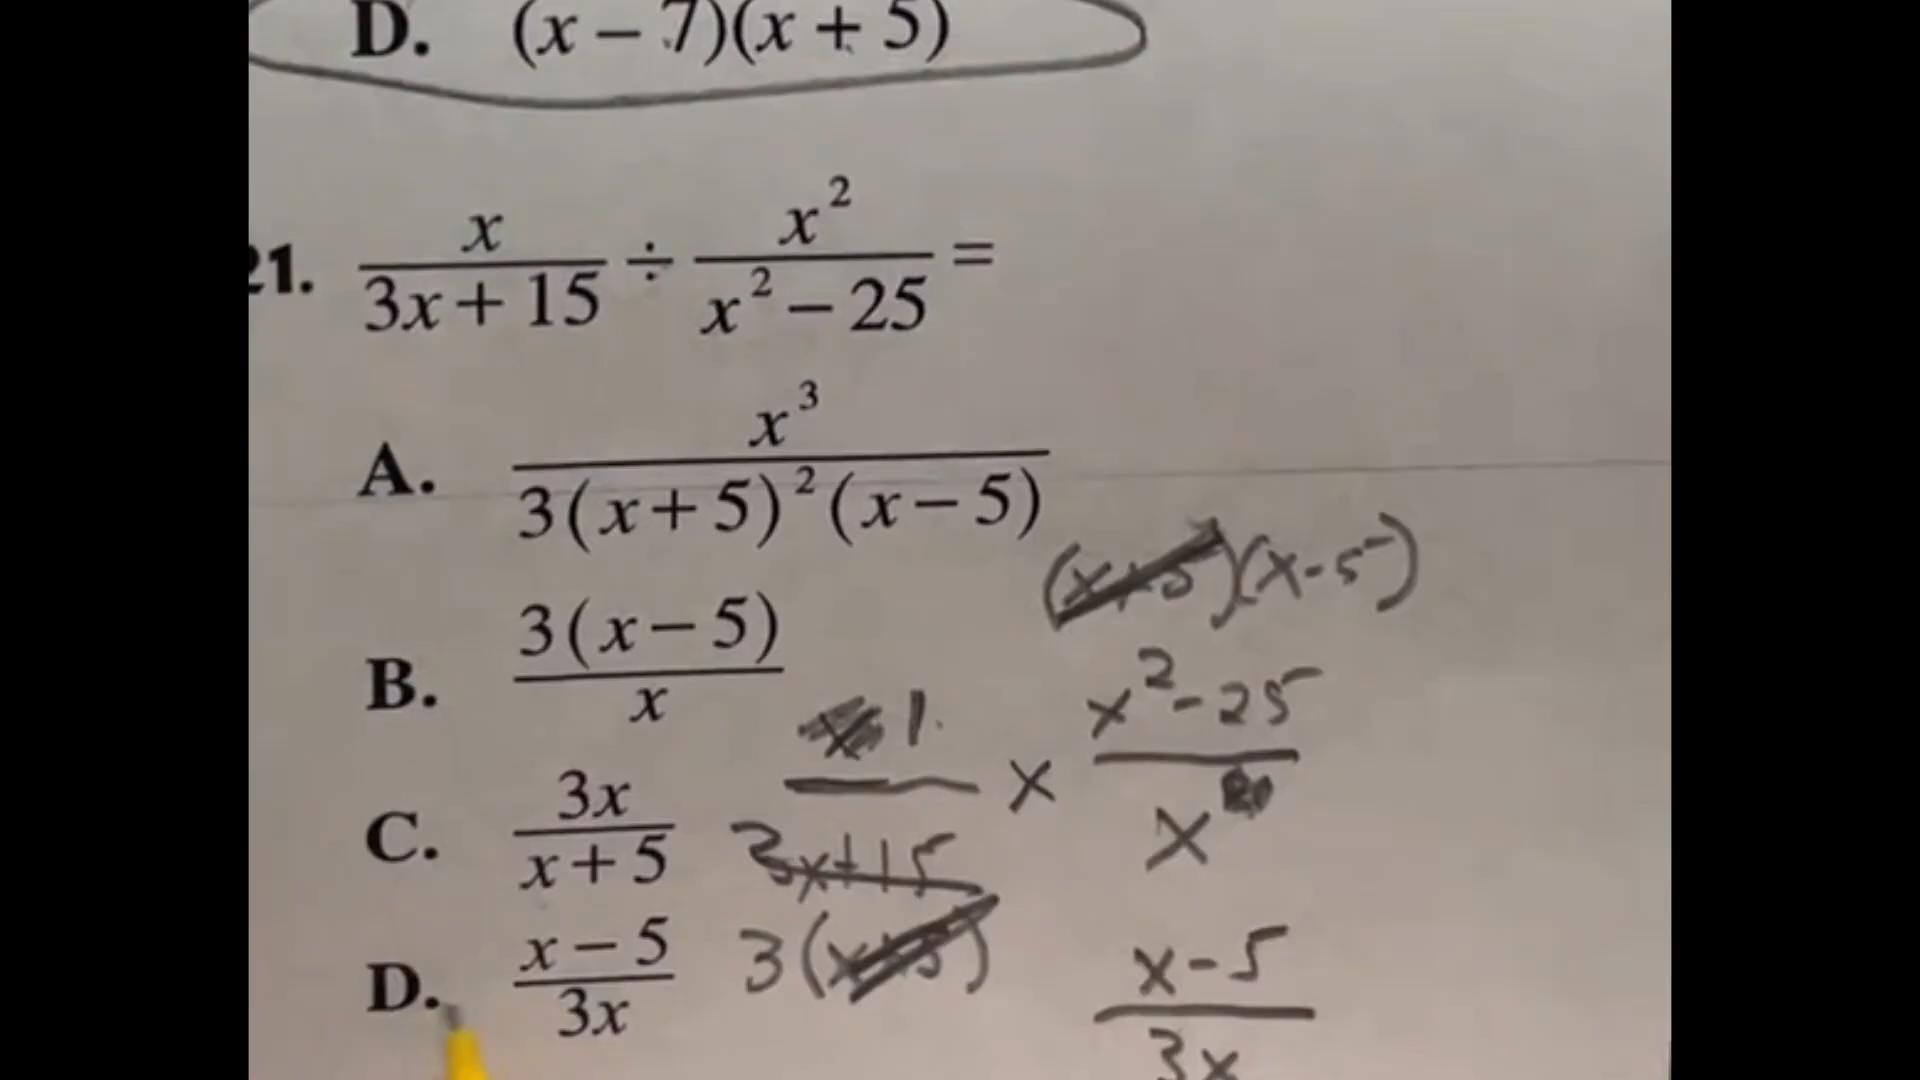 D. (x – 7)(x + 5)
21. x/(3x + 15) ÷ x²/(x² – 25) =
A. x³/(3(x + 5)²(x – 5))
B. 3(x – 5)/x
C. 3x/(x + 5)
D. (x – 5)/3x
(x+5)(x-5)
x 1 / 3x+15 × x²-25 / x
3(x+5)
x-5 / 3x